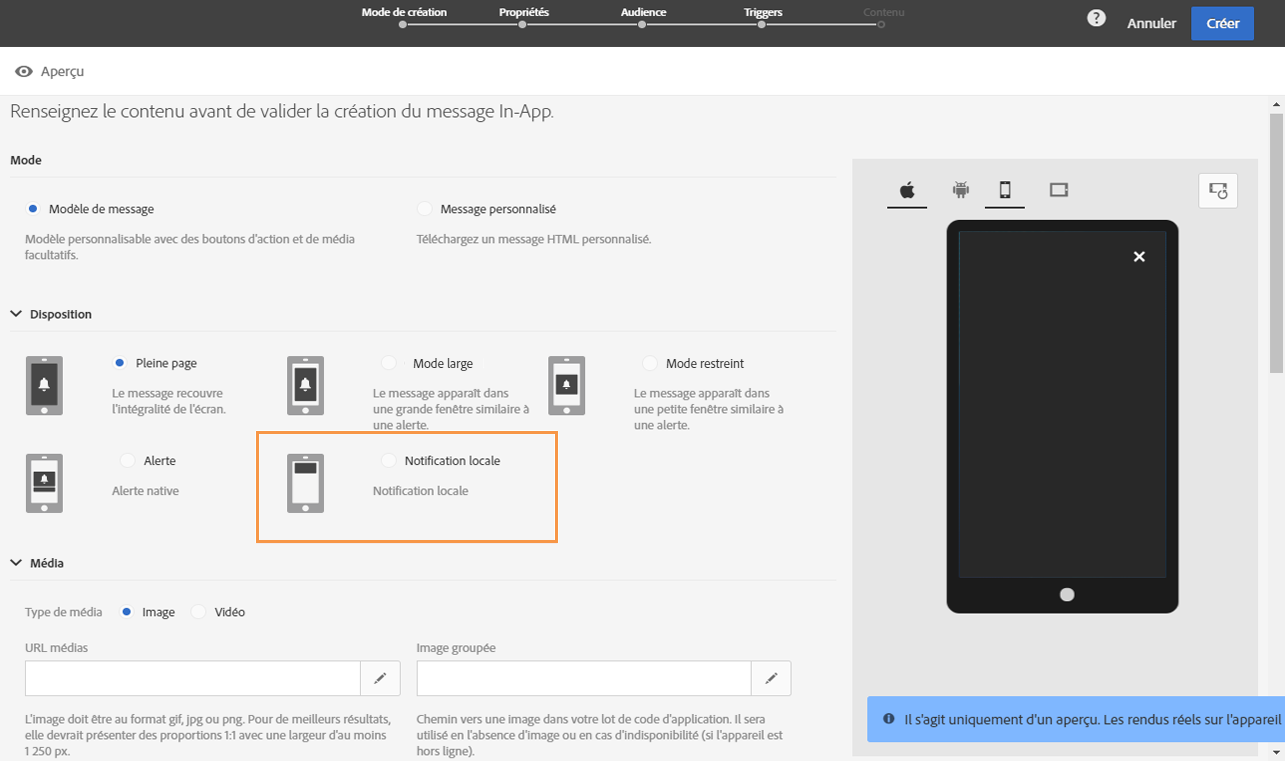 Mode de création
Propriétés
Audience
Triggers
Contenu
?
Annuler
Créer
Aperçu
Renseignez le contenu avant de valider la création du message In-App.
Mode
Modèle de message
Modèle personnalisable avec des boutons d'action et de média
facultatifs.
Message personnalisé
Téléchargez un message HTML personnalisé.
Disposition
Pleine page
Le message recouvre
l'intégralité de l'écran.
Mode large
Le message apparaît dans
une grande fenêtre similaire à
une alerte.
Mode restreint
Le message apparaît dans
une petite fenêtre similaire à
une alerte.
Alerte
Alerte native
Notification locale
Notification locale
Média
Type de média
Image
Vidéo
URL médias
L'image doit être au format gif, jpg ou png. Pour de meilleurs résultats,
elle devrait présenter des proportions 1:1 avec une largeur d'au moins
1 250 px.
Image groupée
Chemin vers une image dans votre lot de code d'application. Il sera
utilisé en l'absence d'image ou en cas d'indisponibilité (si l'appareil est
hors ligne).
Il s'agit uniquement d'un aperçu. Les rendus réels sur l'appareil